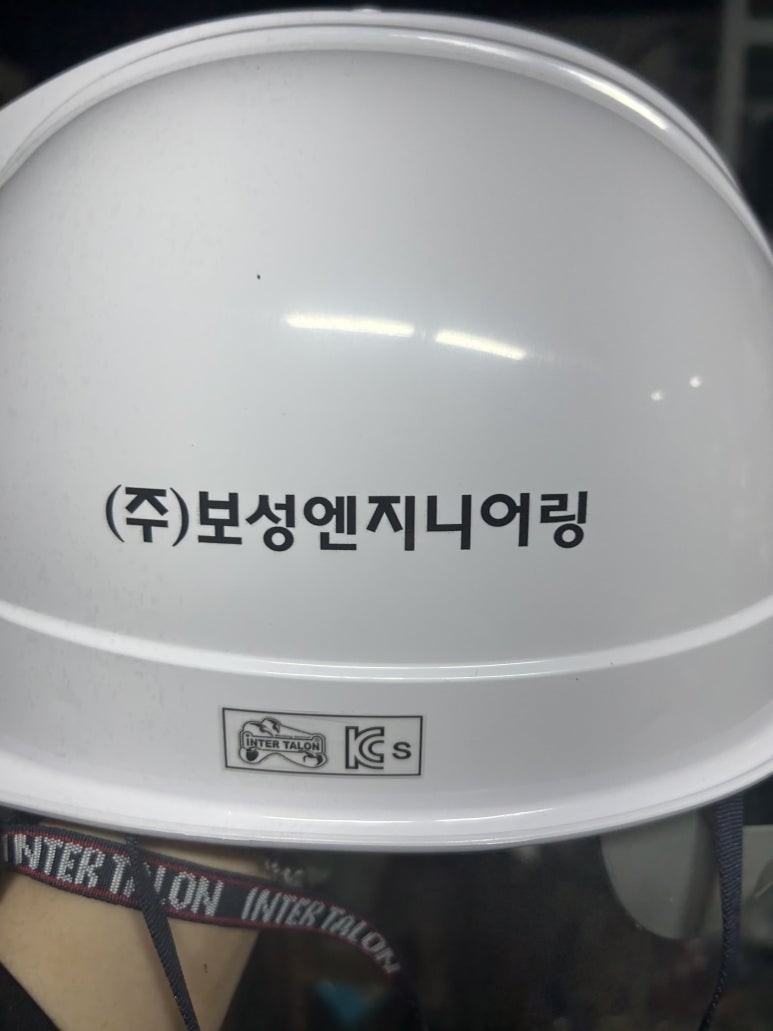 (주)보성엔지니어링
INTER TALON KCs
INTER TALON INTER TALON